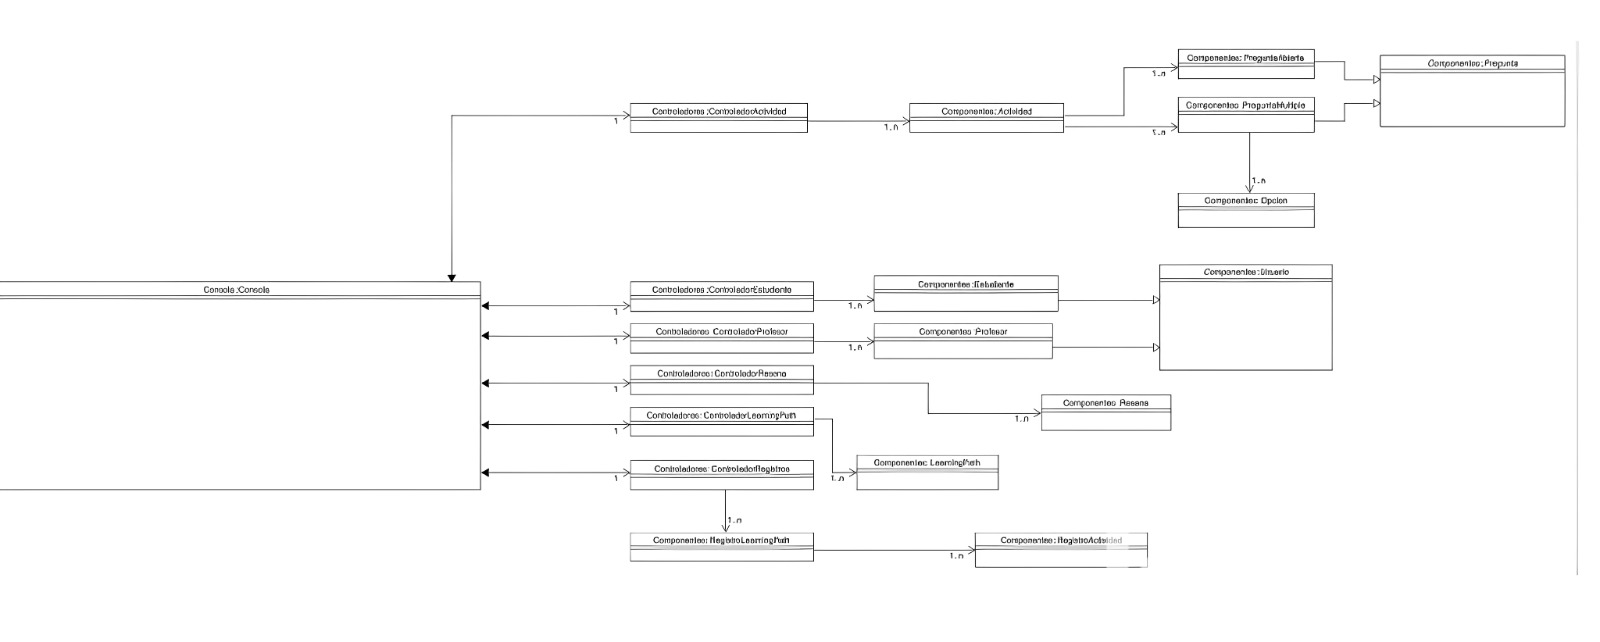 Componentes::PreguntaAbierta
Componentes::Pregunta
1..n
Componentes::PreguntaMultiple
Controladores::ControladorActividad
Componentes::Actividad
1
1..n
1..n
1..n
Componentes::Opcion
Componentes::Usuario
Consola::Consola
Controladores::ControladorEstudiante
Componentes::Estudiante
1
1..n
Controladores::ControladorProfesor
Componentes::Profesor
1
1..n
Controladores::ControladorResena
1
Componentes::Resena
1..n
Controladores::ControladorLearningPath
1
Componentes::LearningPath
Controladores::ControladorRegistros
1
1..n
1..n
Componentes::RegistroLearningPath
Componentes::RegistroActividad
1..n